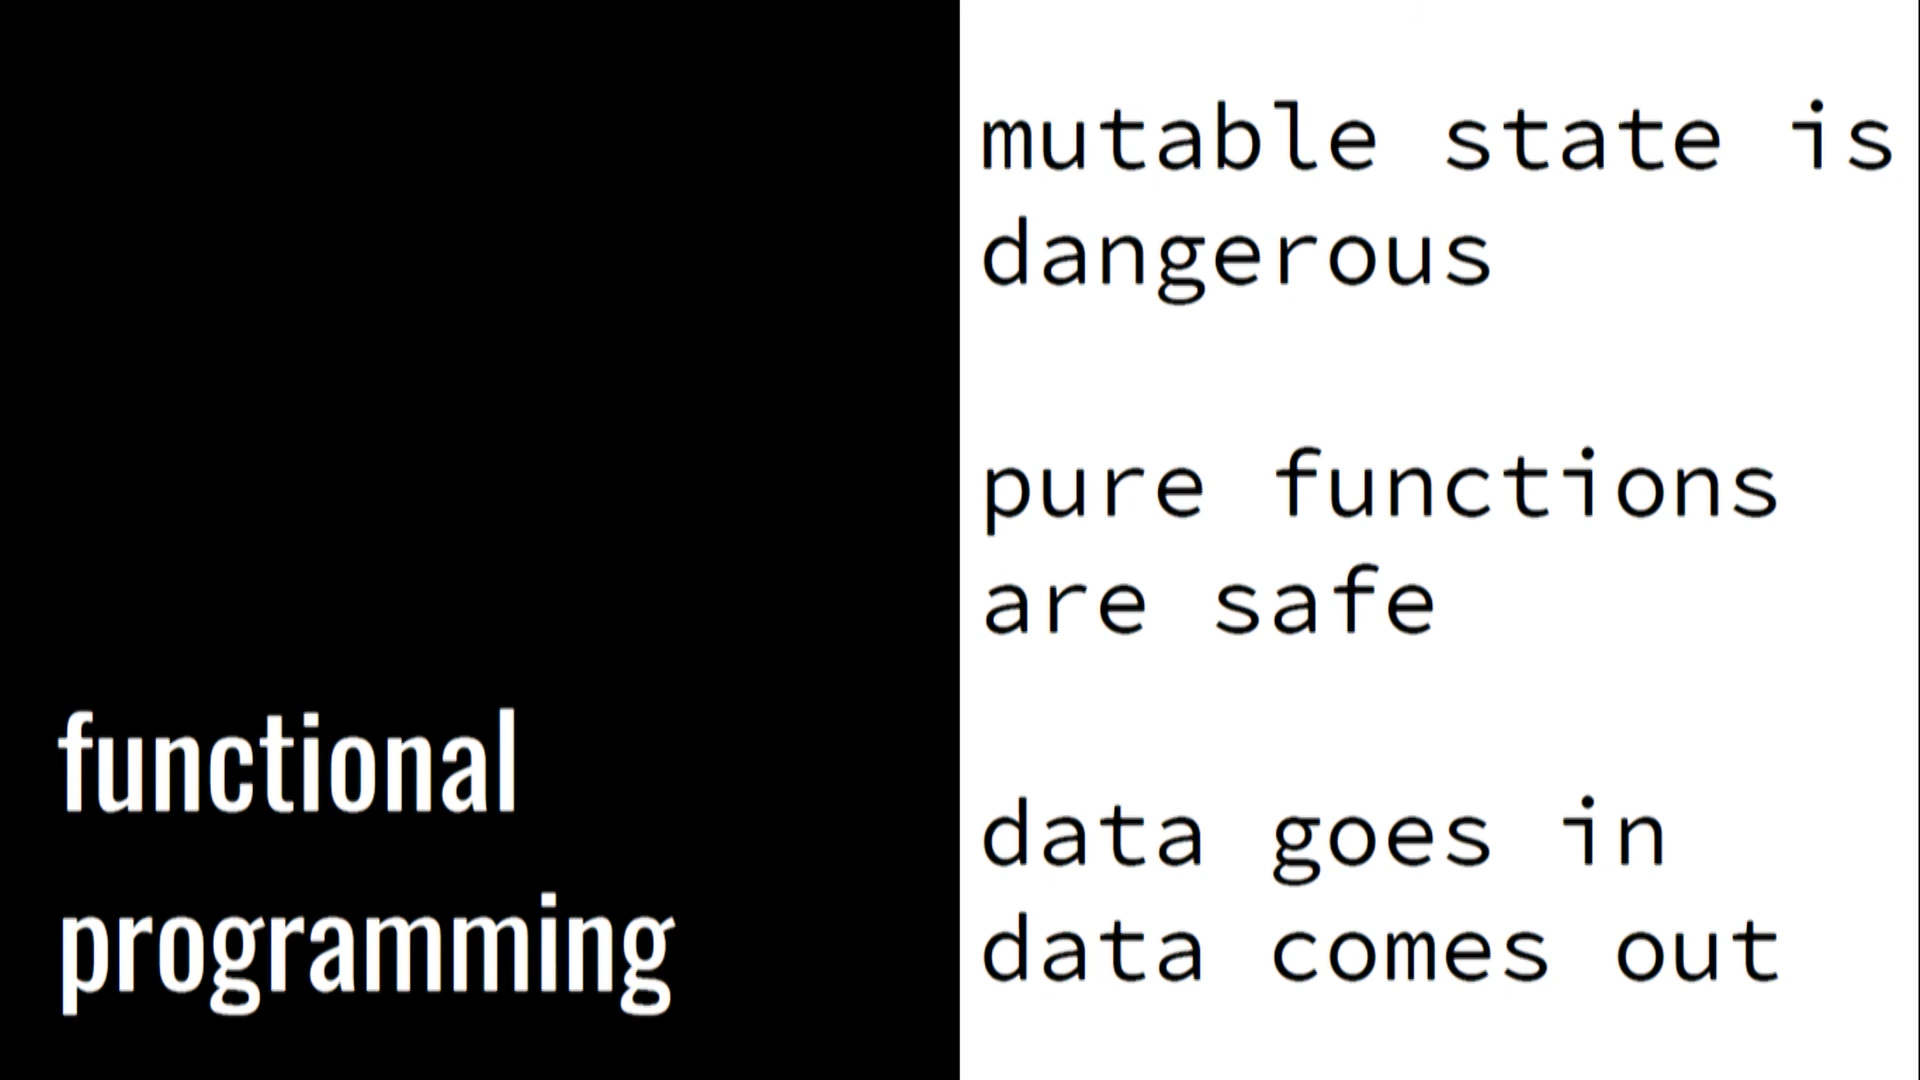 functional
programming
mutable state is
dangerous
pure functions
are safe
data goes in
data comes out